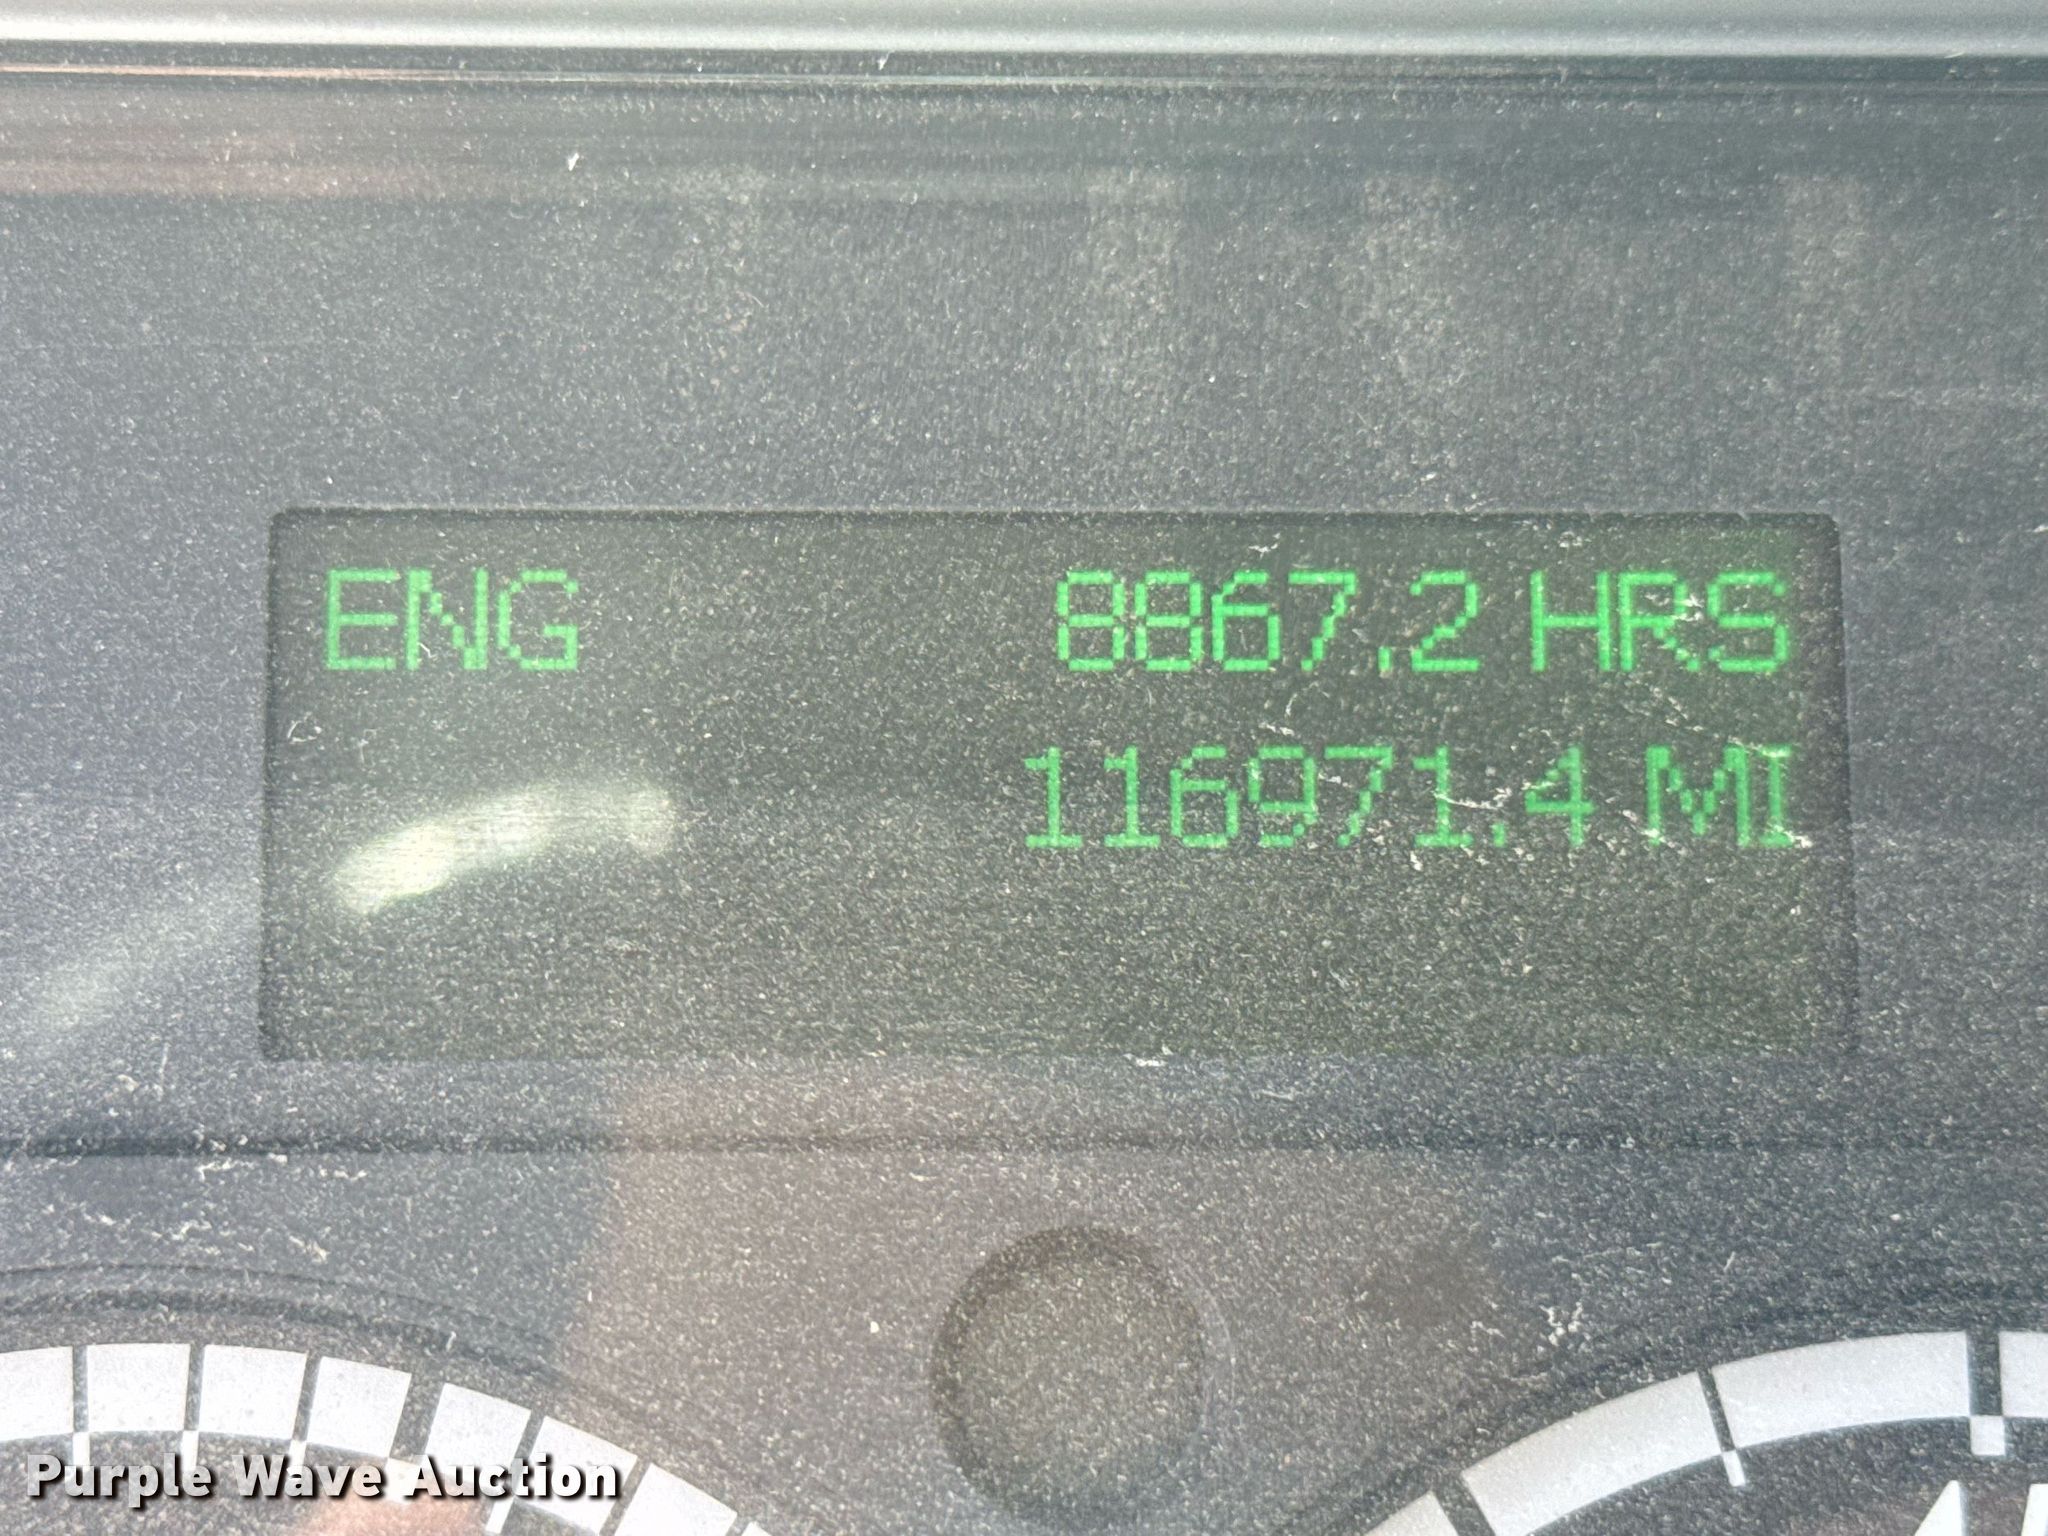 ENG 8867.2 HRS
116971.4 MI
Purple Wave Auction